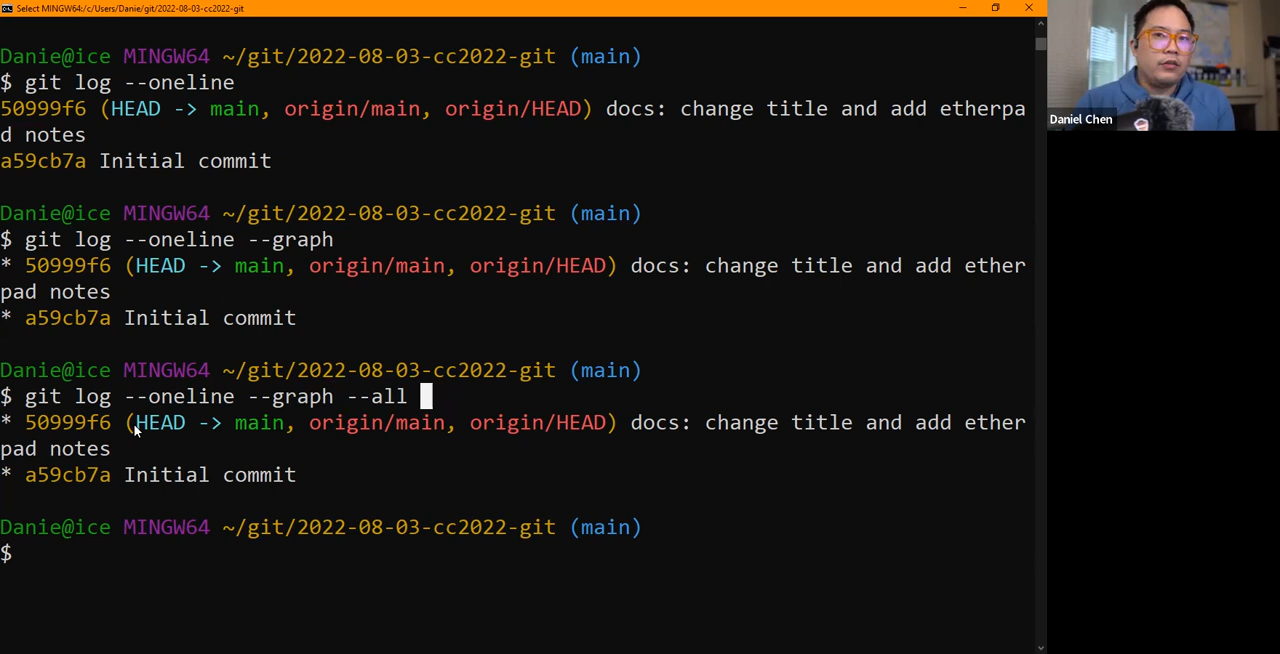 Select MINGW64:/c/Users/Danie/git/2022-08-03-cc2022-git
Danie@ice MINGW64 ~/git/2022-08-03-cc2022-git (main)
$ git log --oneline
50999f6 (HEAD -> main, origin/main, origin/HEAD) docs: change title and add etherpa
d notes
a59cb7a Initial commit
Danie@ice MINGW64 ~/git/2022-08-03-cc2022-git (main)
$ git log --oneline --graph
* 50999f6 (HEAD -> main, origin/main, origin/HEAD) docs: change title and add ether
pad notes
* a59cb7a Initial commit
Danie@ice MINGW64 ~/git/2022-08-03-cc2022-git (main)
$ git log --oneline --graph --all
* 50999f6 (HEAD -> main, origin/main, origin/HEAD) docs: change title and add ether
pad notes
* a59cb7a Initial commit
Danie@ice MINGW64 ~/git/2022-08-03-cc2022-git (main)
$
Daniel Chen